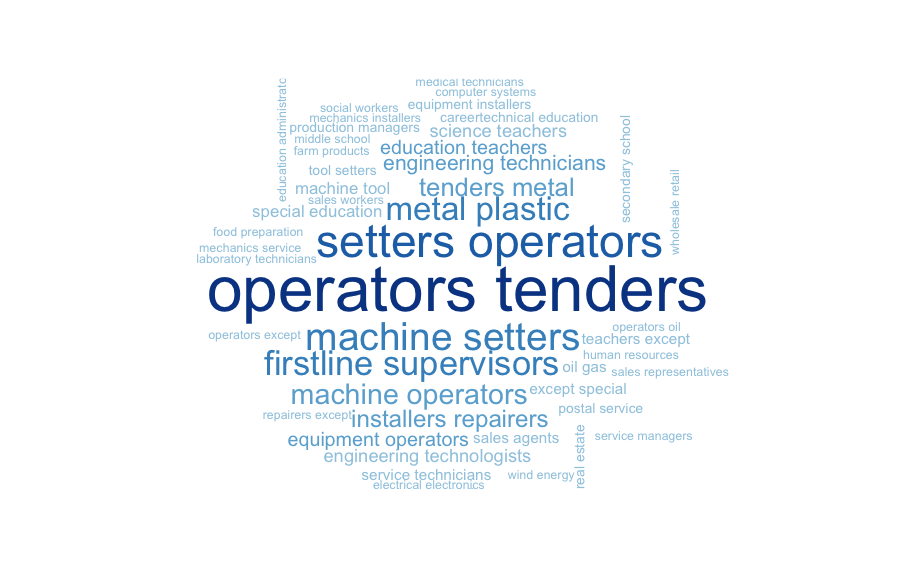 medical technicians
computer systems
education administrato
social workers
equipment installers
mechanics installers
careertechnical education
production managers
science teachers
middle school
education teachers
farm products
engineering technicians
secondary school
tool setters
machine tool
tenders metal
sales workers
wholesale retail
special education
metal plastic
food preparation
setters operators
mechanics service
laboratory technicians
operators tenders
operators except
machine setters
operators oil
teachers except
human resources
firstline supervisors
oil gas
sales representatives
machine operators
except special
postal service
repairers except
installers repairers
equipment operators
sales agents
real estate
service managers
engineering technologists
service technicians
wind energy
electrical electronics